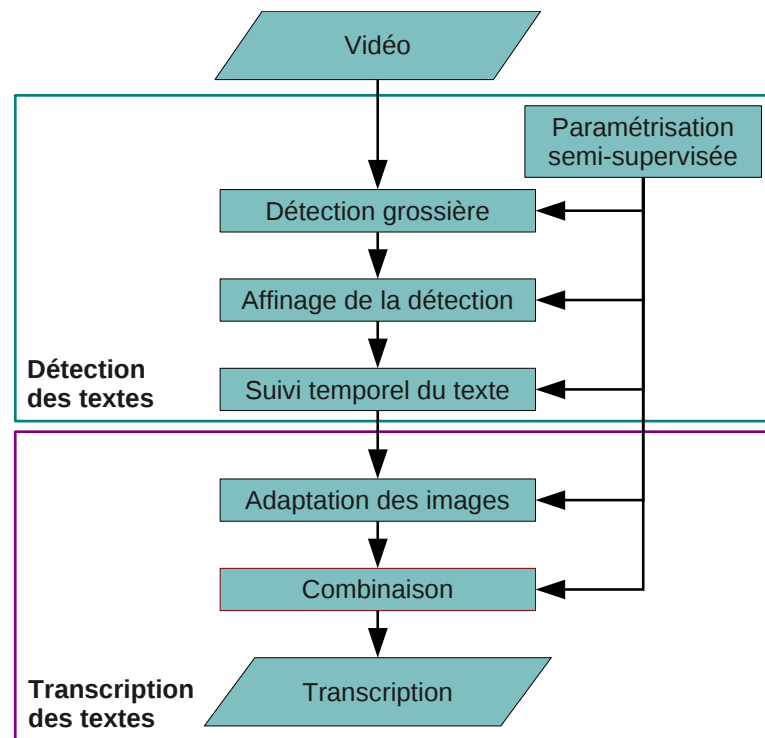 Vidéo
Paramétrisation
semi-supervisée
Détection grossière
Affinage de la détection
Détection
des textes
Suivi temporel du texte
Adaptation des images
Combinaison
Transcription
des textes
Transcription